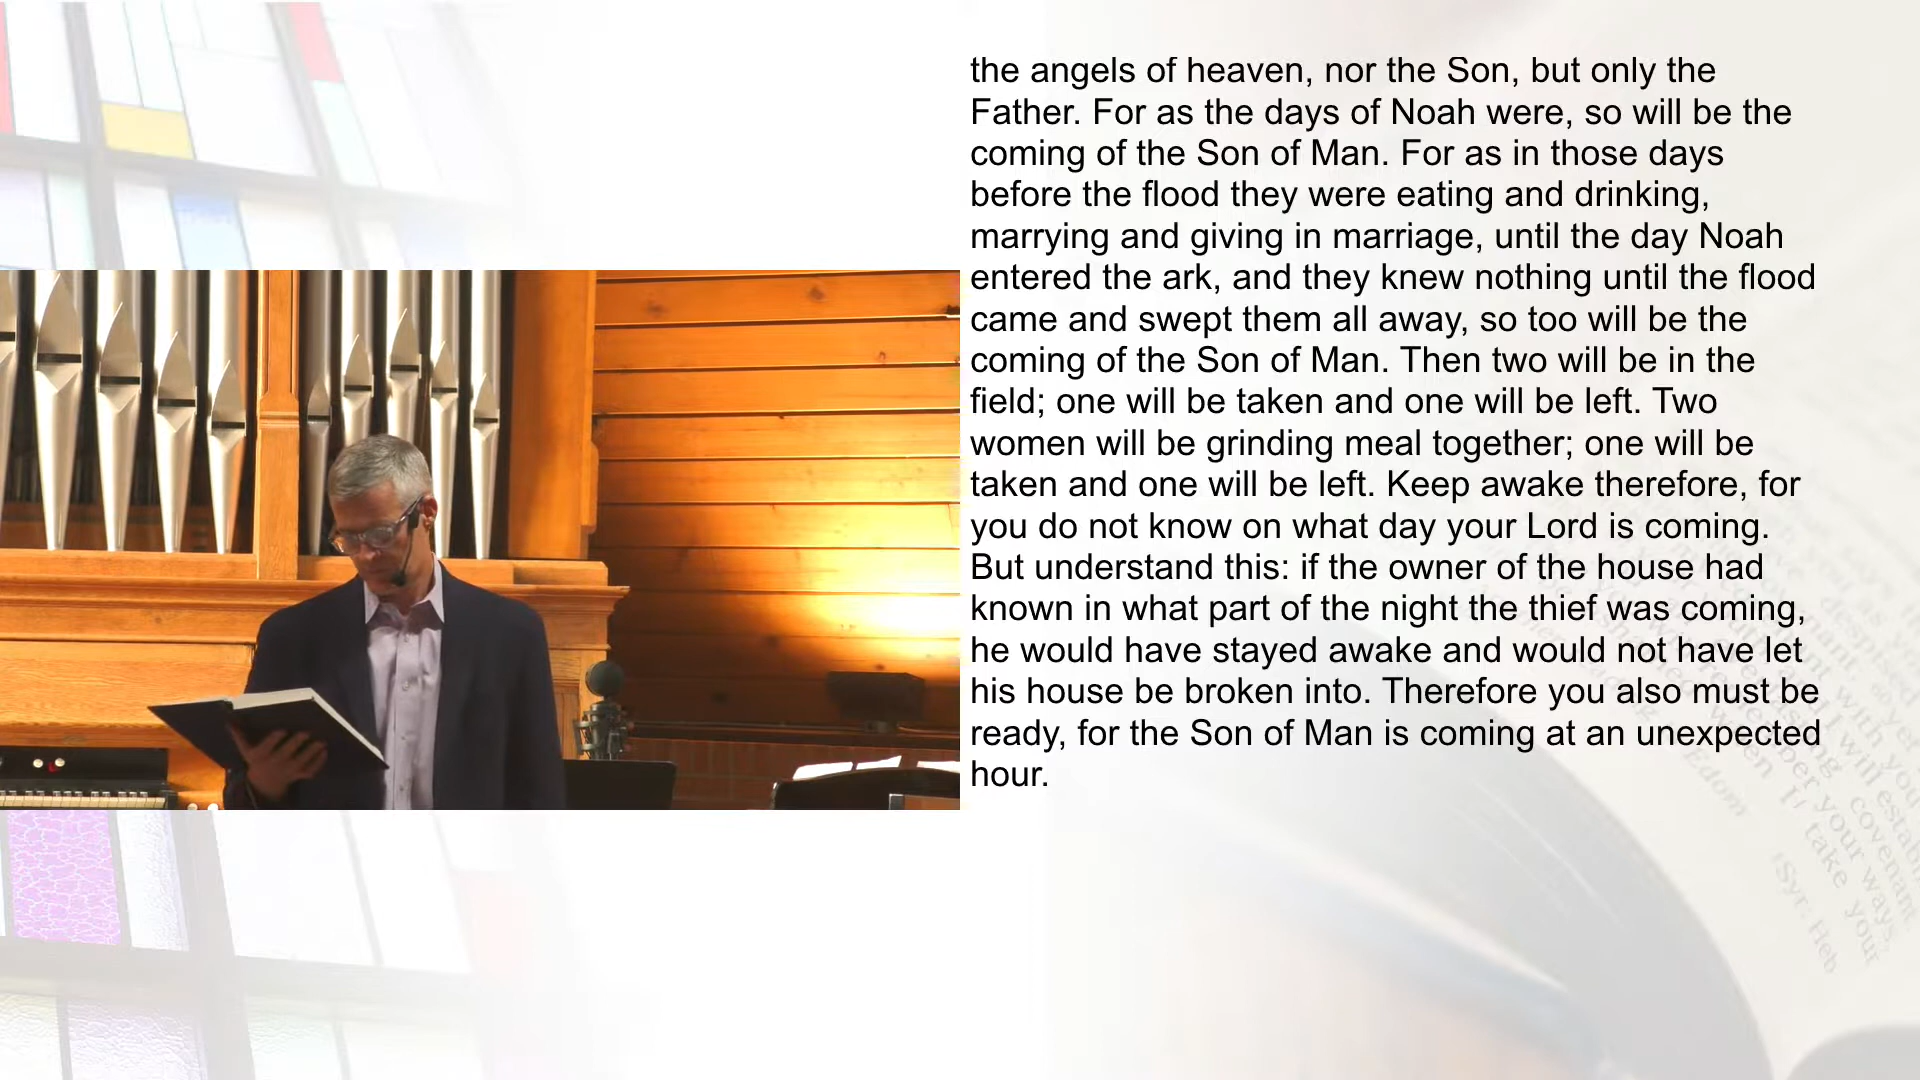 the angels of heaven, nor the Son, but only the
Father. For as the days of Noah were, so will be the
coming of the Son of Man. For as in those days
before the flood they were eating and drinking,
marrying and giving in marriage, until the day Noah
entered the ark, and they knew nothing until the flood
came and swept them all away, so too will be the
coming of the Son of Man. Then two will be in the
field; one will be taken and one will be left. Two
women will be grinding meal together; one will be
taken and one will be left. Keep awake therefore, for
you do not know on what day your Lord is coming.
But understand this: if the owner of the house had
known in what part of the night the thief was coming,
he would have stayed awake and would not have let
his house be broken into. Therefore you also must be
ready, for the Son of Man is coming at an unexpected
hour.